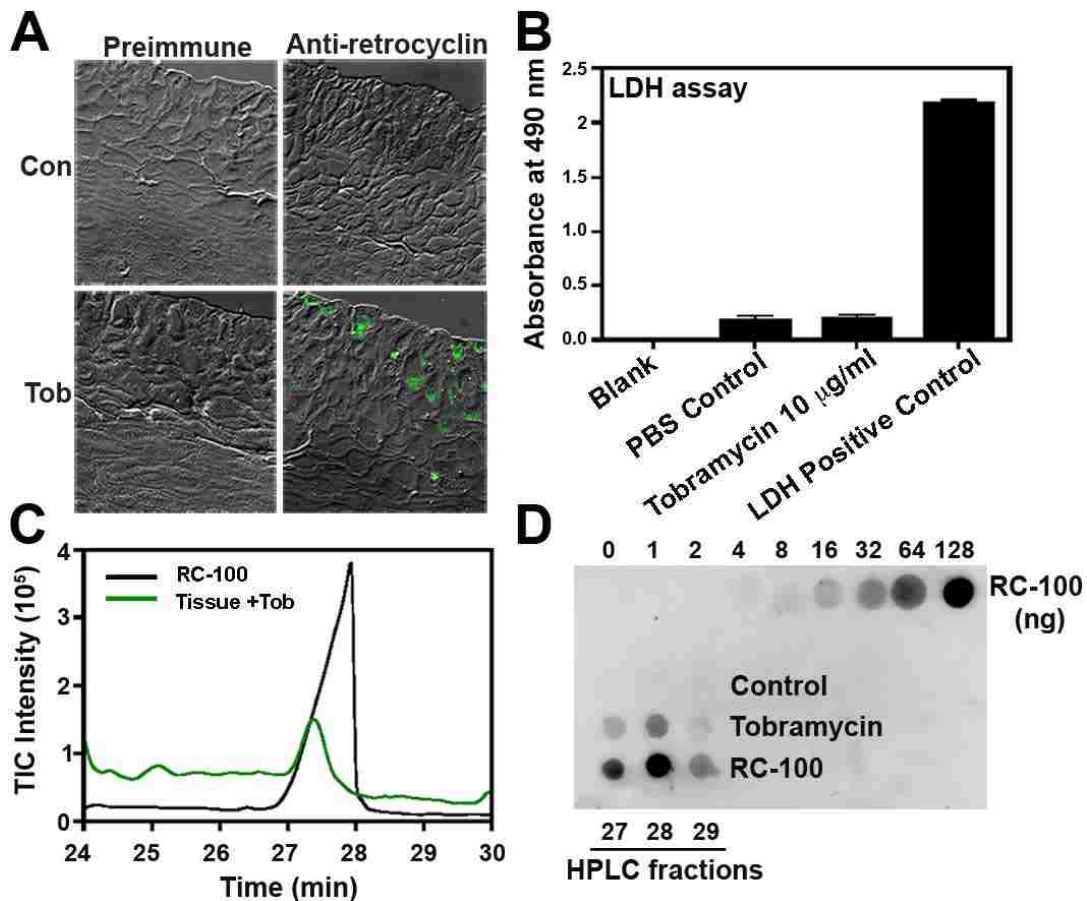 A
Preimmune
Anti-retrocyclin
Con
Tob
B
LDH assay
Absorbance at 490 nm
2.5
2.0
1.5
1.0
0.5
0.0
Blank
PBS Control
Tobramycin 10 µg/ml
LDH Positive Control
C
RC-100
Tissue +Tob
TIC Intensity (10⁵)
4
3
2
1
0
24 25 26 27 28 29 30
Time (min)
D
0 1 2 4 8 16 32 64 128
RC-100
(ng)
Control
Tobramycin
RC-100
27 28 29
HPLC fractions